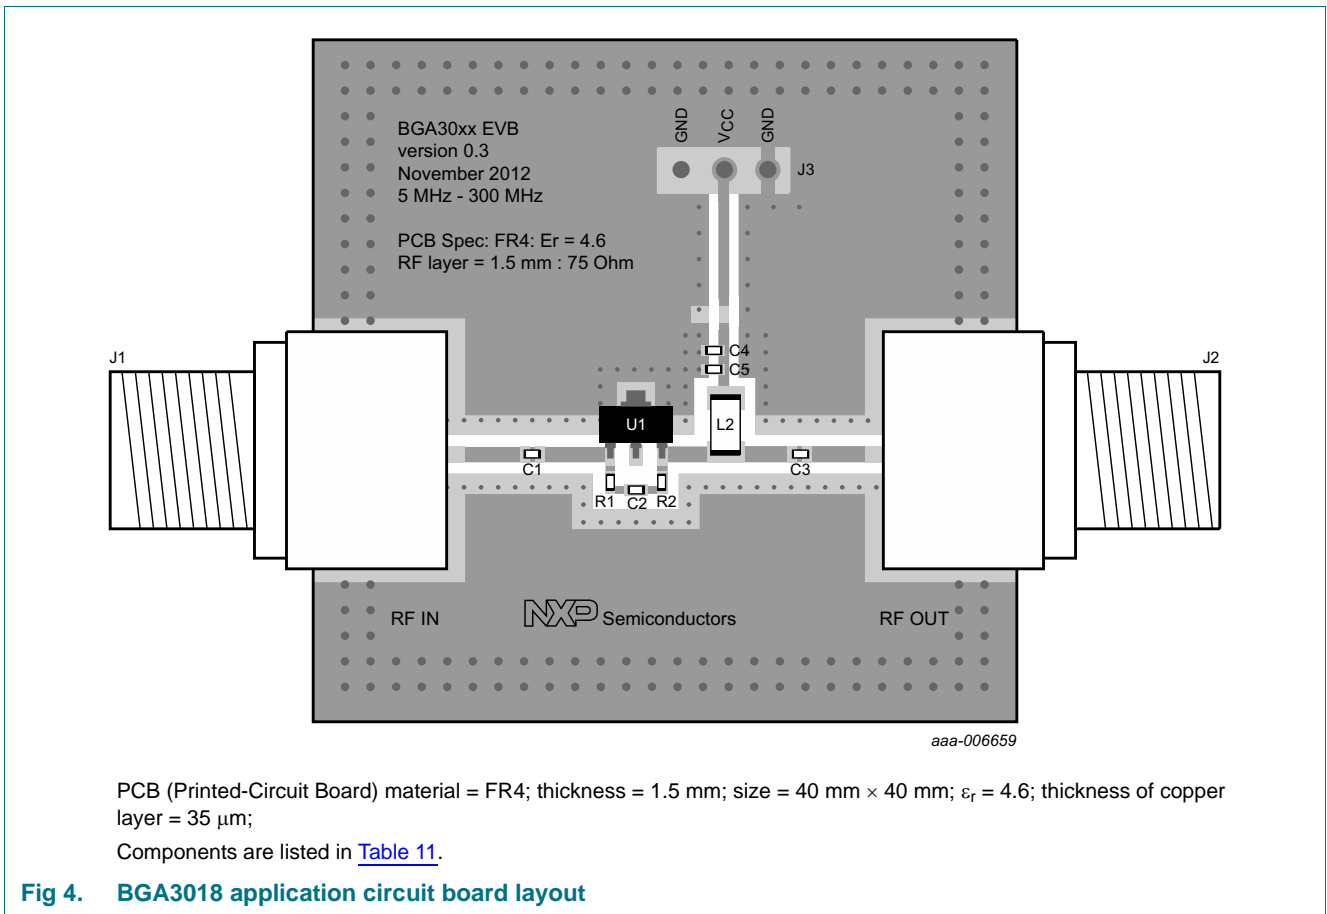 GND
VCC
GND
J3
BGA30xx EVB
version 0.3
November 2012
5 MHz - 300 MHz
PCB Spec: FR4: Er = 4.6
RF layer = 1.5 mm : 75 Ohm
J1
J2
C4
C5
U1
L2
C1
C3
R1
C2
R2
RF IN
NXP Semiconductors
RF OUT
aaa-006659
PCB (Printed-Circuit Board) material = FR4; thickness = 1.5 mm; size = 40 mm × 40 mm; εr = 4.6; thickness of copper
layer = 35 μm;
Components are listed in Table 11.
Fig 4. BGA3018 application circuit board layout